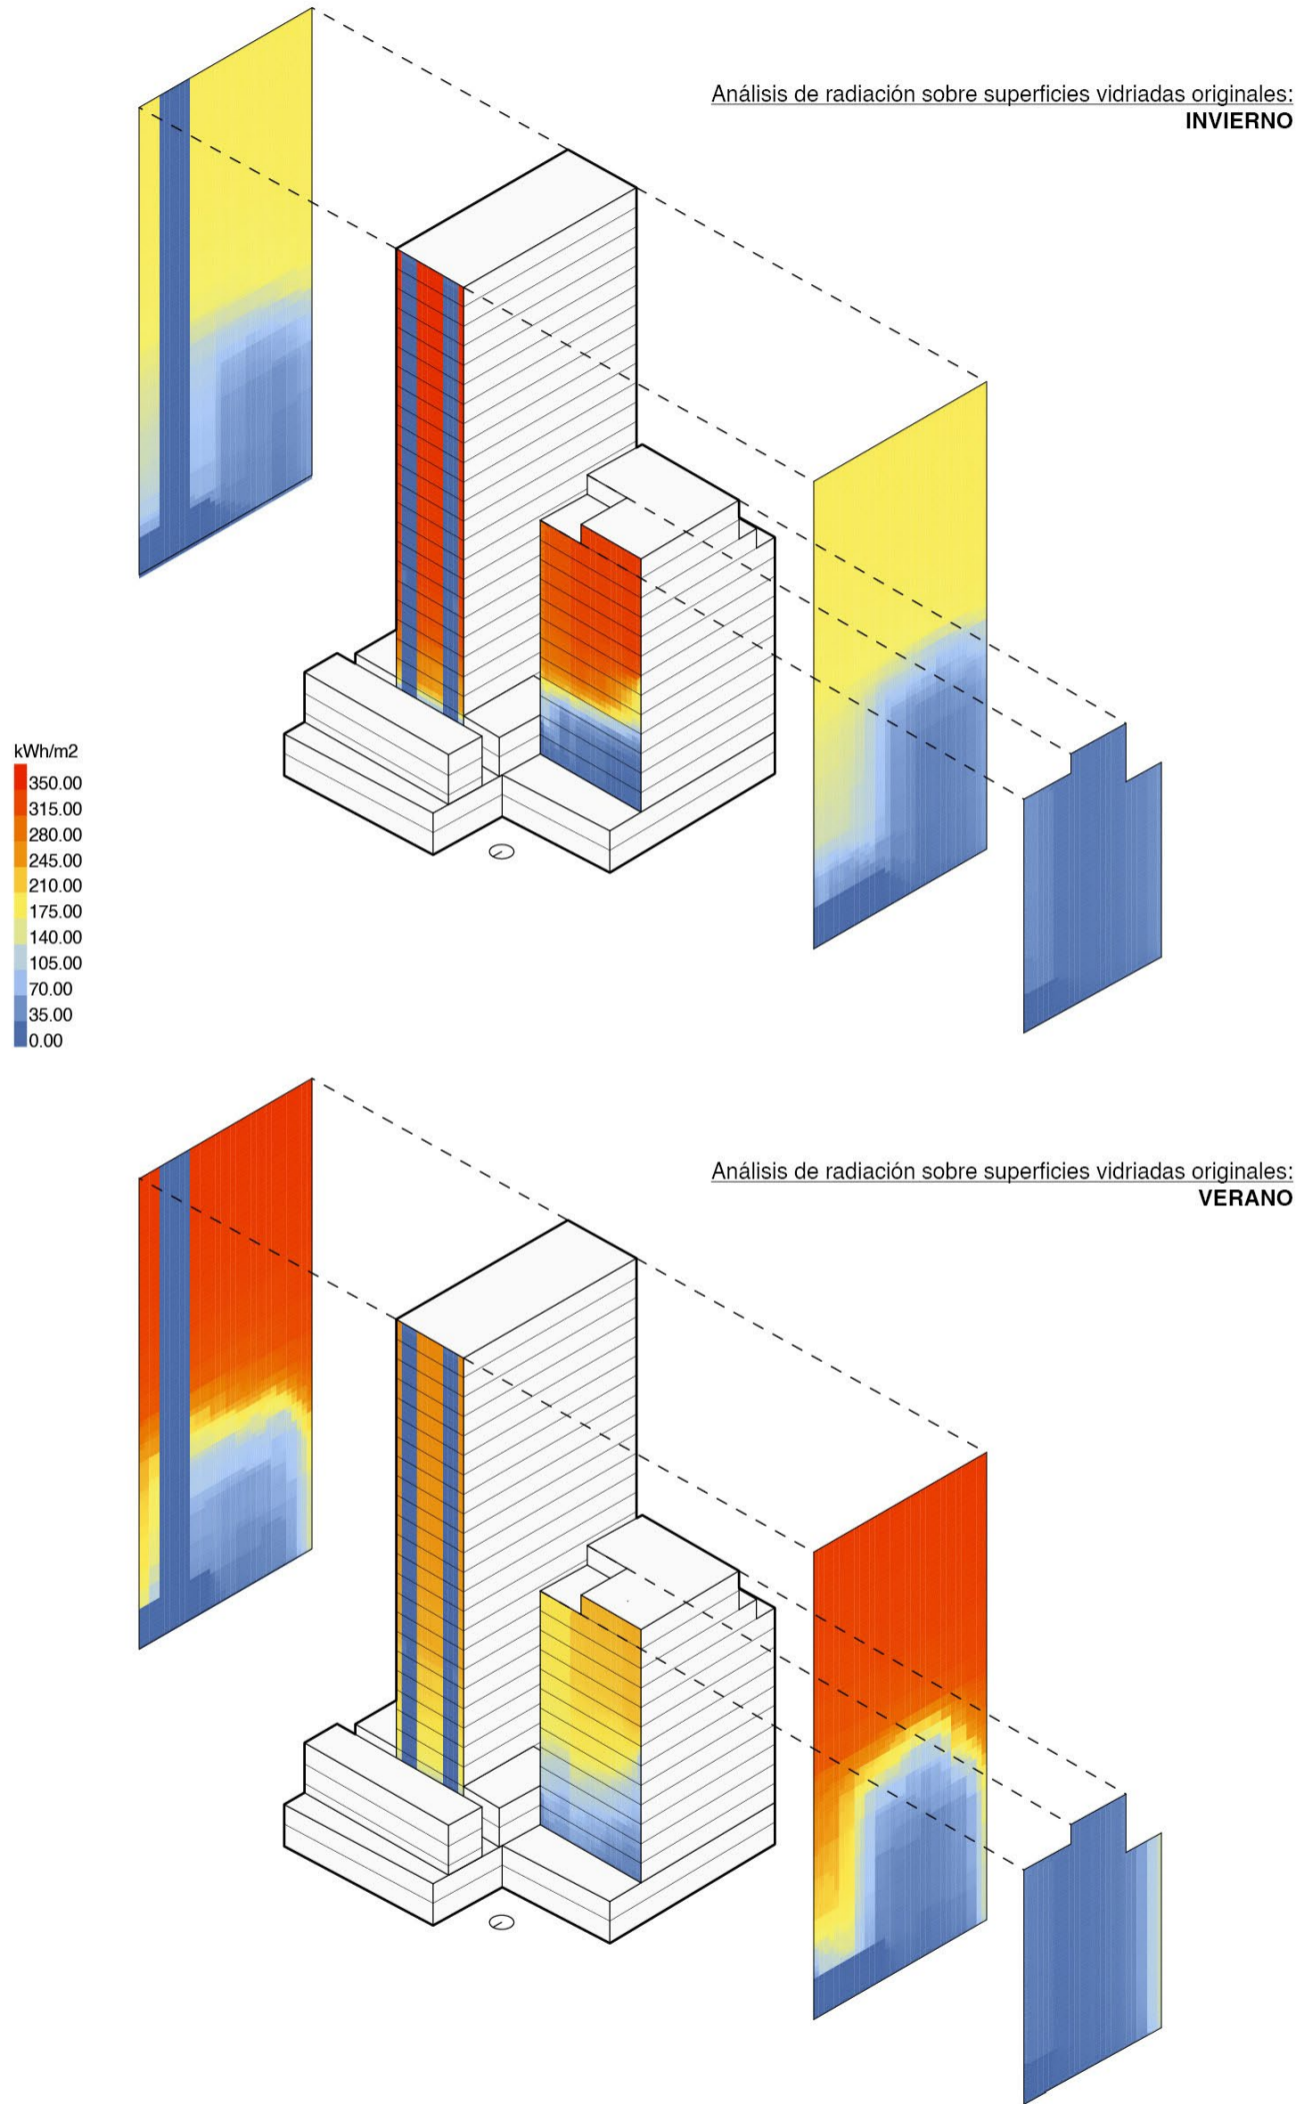 Análisis de radiación sobre superficies vidriadas originales:
INVIERNO
kWh/m2
350.00
315.00
280.00
245.00
210.00
175.00
140.00
105.00
70.00
35.00
0.00
Análisis de radiación sobre superficies vidriadas originales:
VERANO